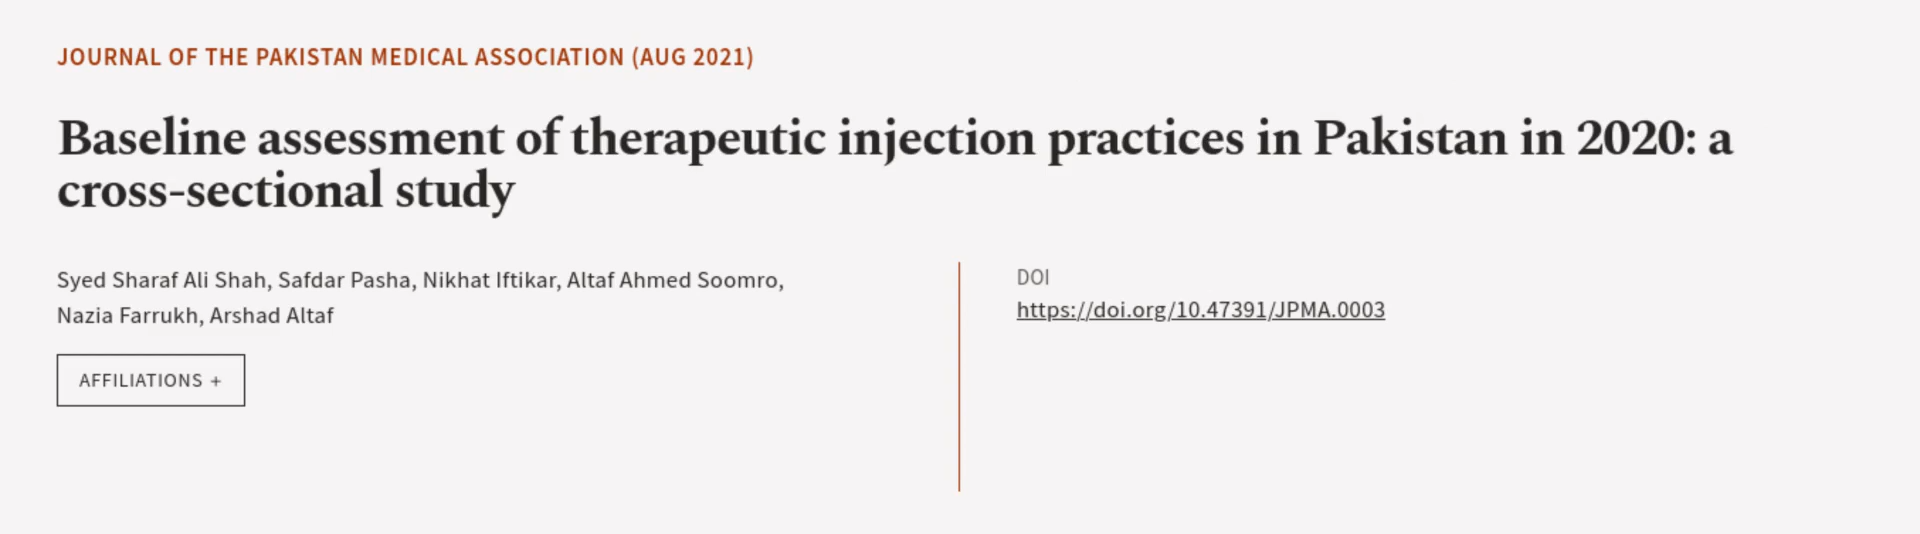 JOURNAL OF THE PAKISTAN MEDICAL ASSOCIATION (AUG 2021)
Baseline assessment of therapeutic injection practices in Pakistan in 2020: a
cross-sectional study
Syed Sharaf Ali Shah, Safdar Pasha, Nikhat Iftikar, Altaf Ahmed Soomro,
Nazia Farrukh, Arshad Altaf
AFFILIATIONS +
DOI
https://doi.org/10.47391/JPMA.0003